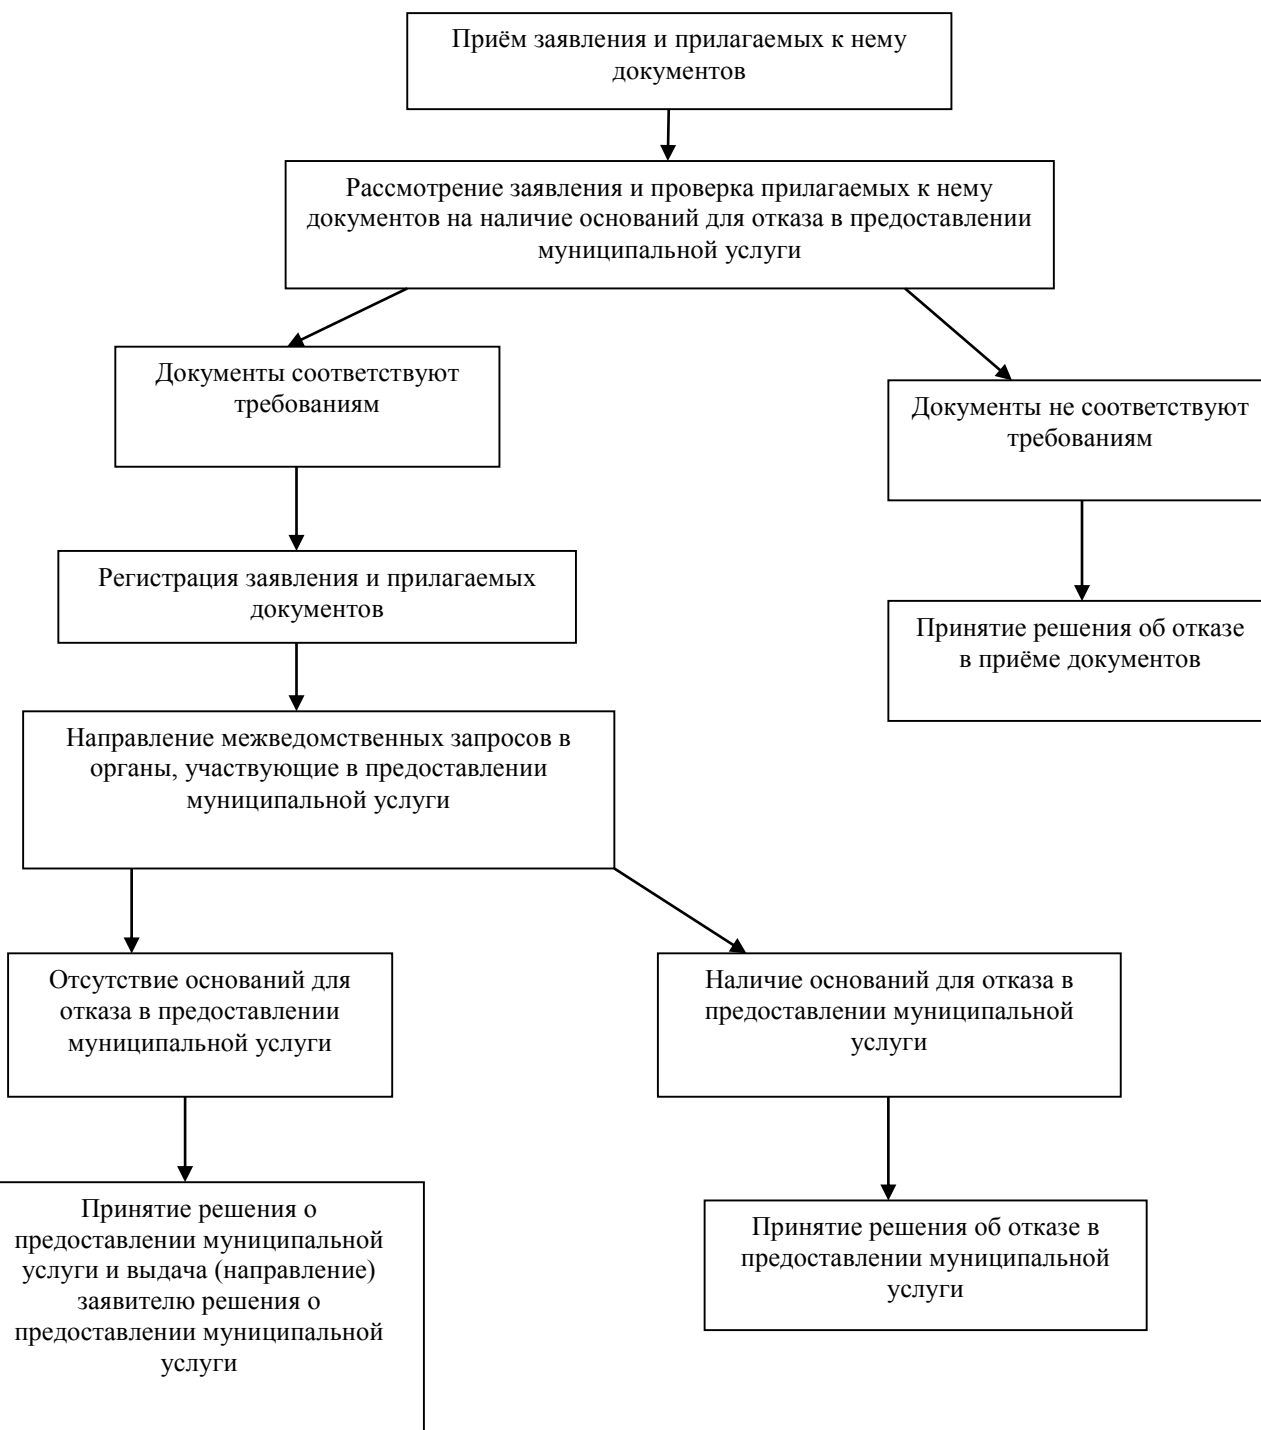 Приём заявления и прилагаемых к нему
документов
Рассмотрение заявления и проверка прилагаемых к нему
документов на наличие оснований для отказа в предоставлении
муниципальной услуги
Документы соответствуют
требованиям
Документы не соответствуют
требованиям
Регистрация заявления и прилагаемых
документов
Принятие решения об отказе
в приёме документов
Направление межведомственных запросов в
органы, участвующие в предоставлении
муниципальной услуги
Отсутствие оснований для
отказа в предоставлении
муниципальной услуги
Наличие оснований для отказа в
предоставлении муниципальной
услуги
Принятие решения о
предоставлении муниципальной
услуги и выдача (направление)
заявителю решения о
предоставлении муниципальной
услуги
Принятие решения об отказе в
предоставлении муниципальной
услуги